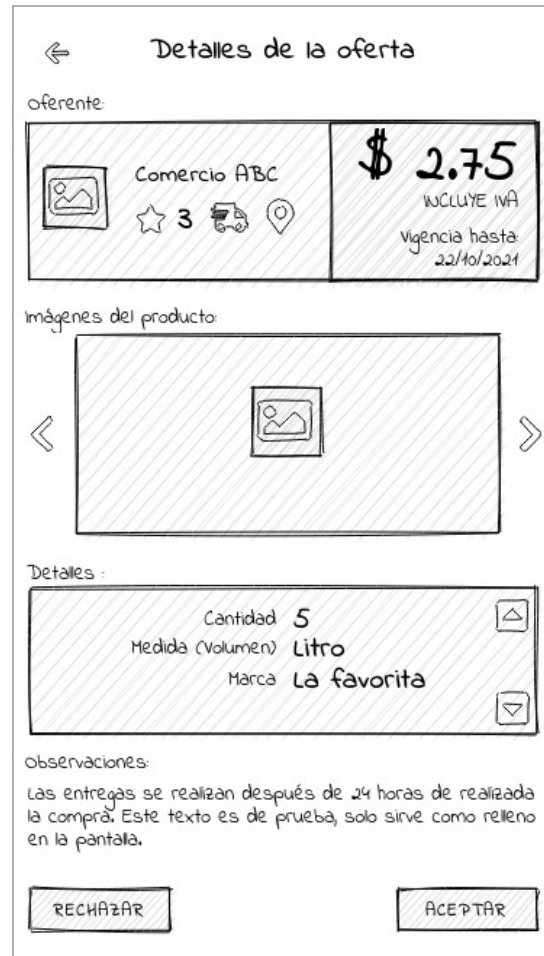 Detalles de la oferta
Oferente:
Comercio ABC
3
$ 2.75
INCLUYE IVA
Vigencia hasta:
22/10/2021
Imágenes del producto:
Detalles :
Cantidad 5
Medida (Volumen) Litro
Marca La favorita
Observaciones:
Las entregas se realizan después de 24 horas de realizada
la compra. Este texto es de prueba, solo sirve como relleno
en la pantalla.
RECHAZAR
ACEPTAR